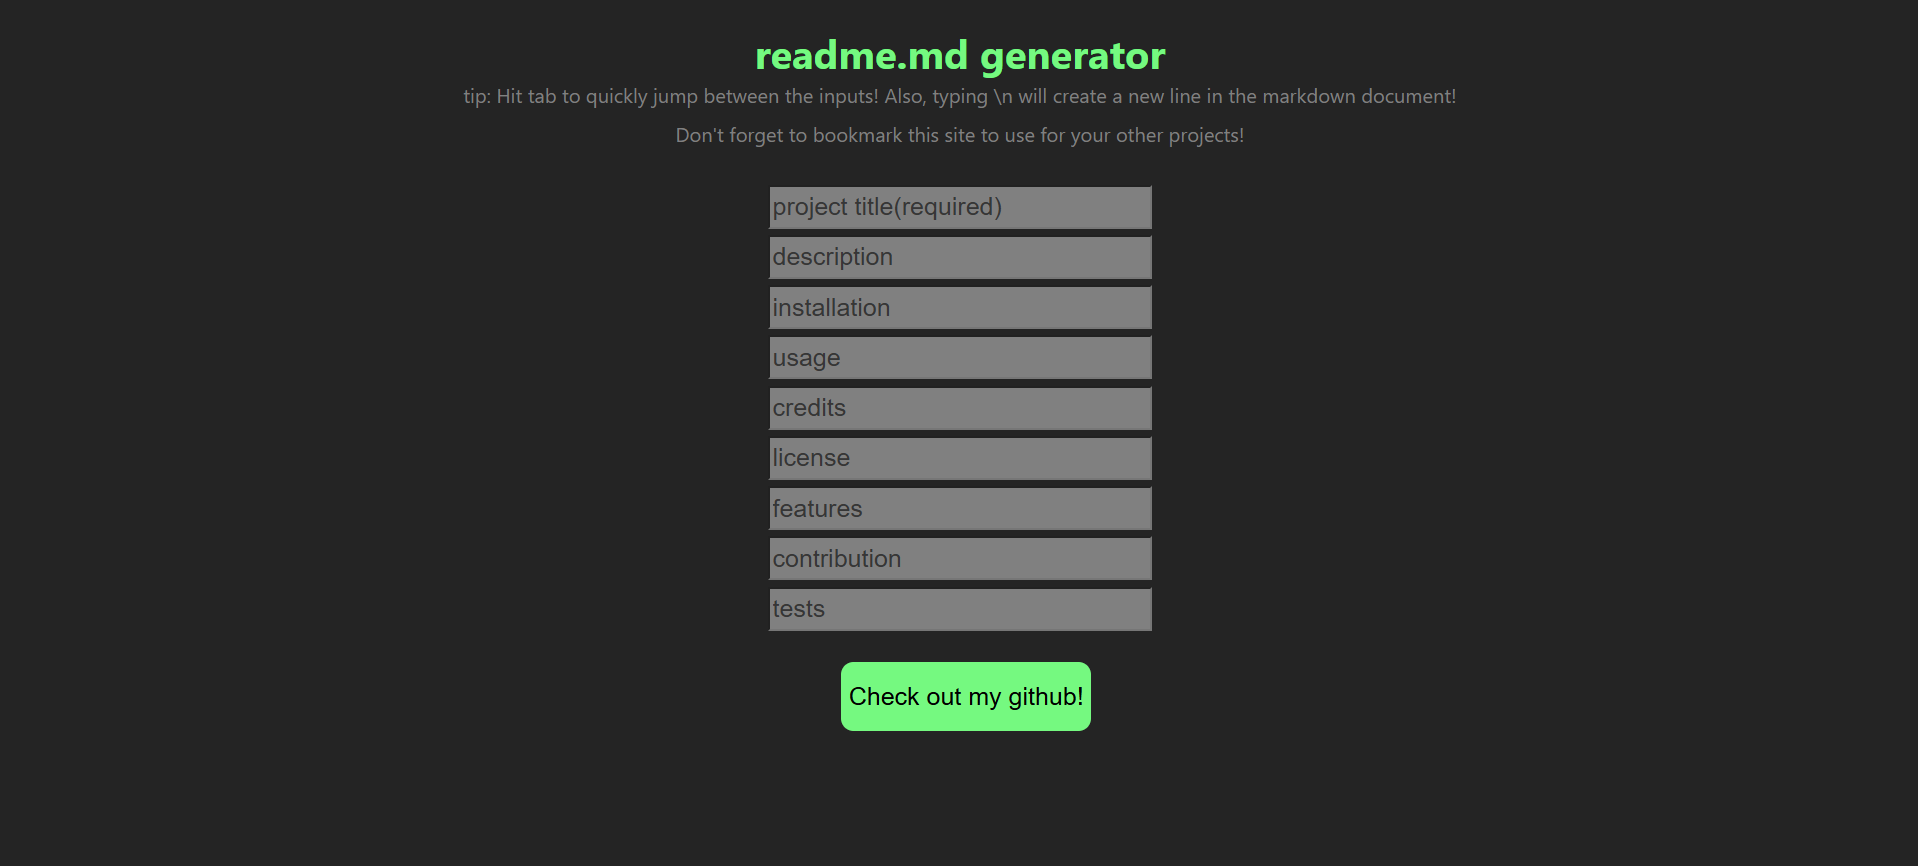 readme.md generator
tip: Hit tab to quickly jump between the inputs! Also, typing \n will create a new line in the markdown document!
Don't forget to bookmark this site to use for your other projects!
project title(required)
description
installation
usage
credits
license
features
contribution
tests
Check out my github!